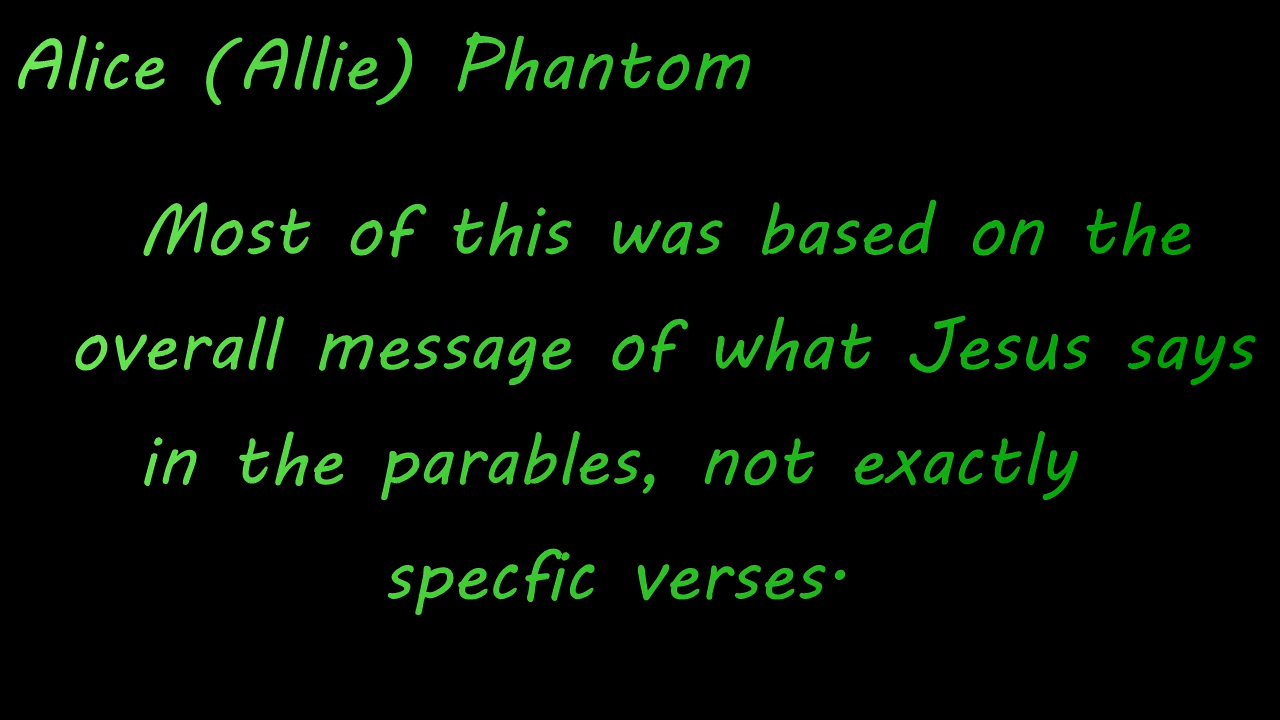 Alice (Allie) Phantom
Most of this was based on the
overall message of what Jesus says
in the parables, not exactly
specfic verses.